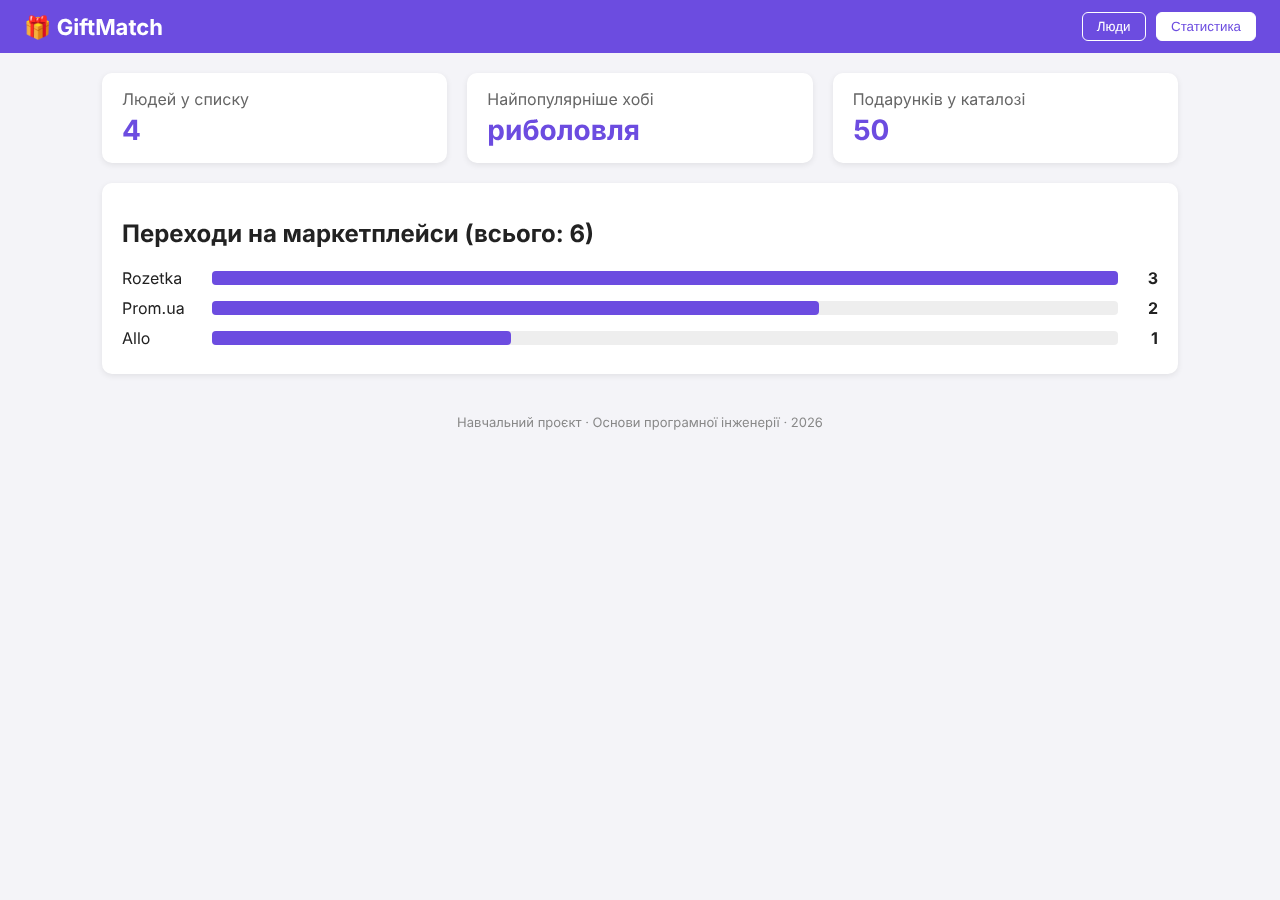 🎁 GiftMatch
Люди
Статистика
Людей у списку
4
Найпопулярніше хобі
риболовля
Подарунків у каталозі
50
Переходи на маркетплейси (всього: 6)
Rozetka 3
Prom.ua 2
Allo 1
Навчальний проєкт · Основи програмної інженерії · 2026